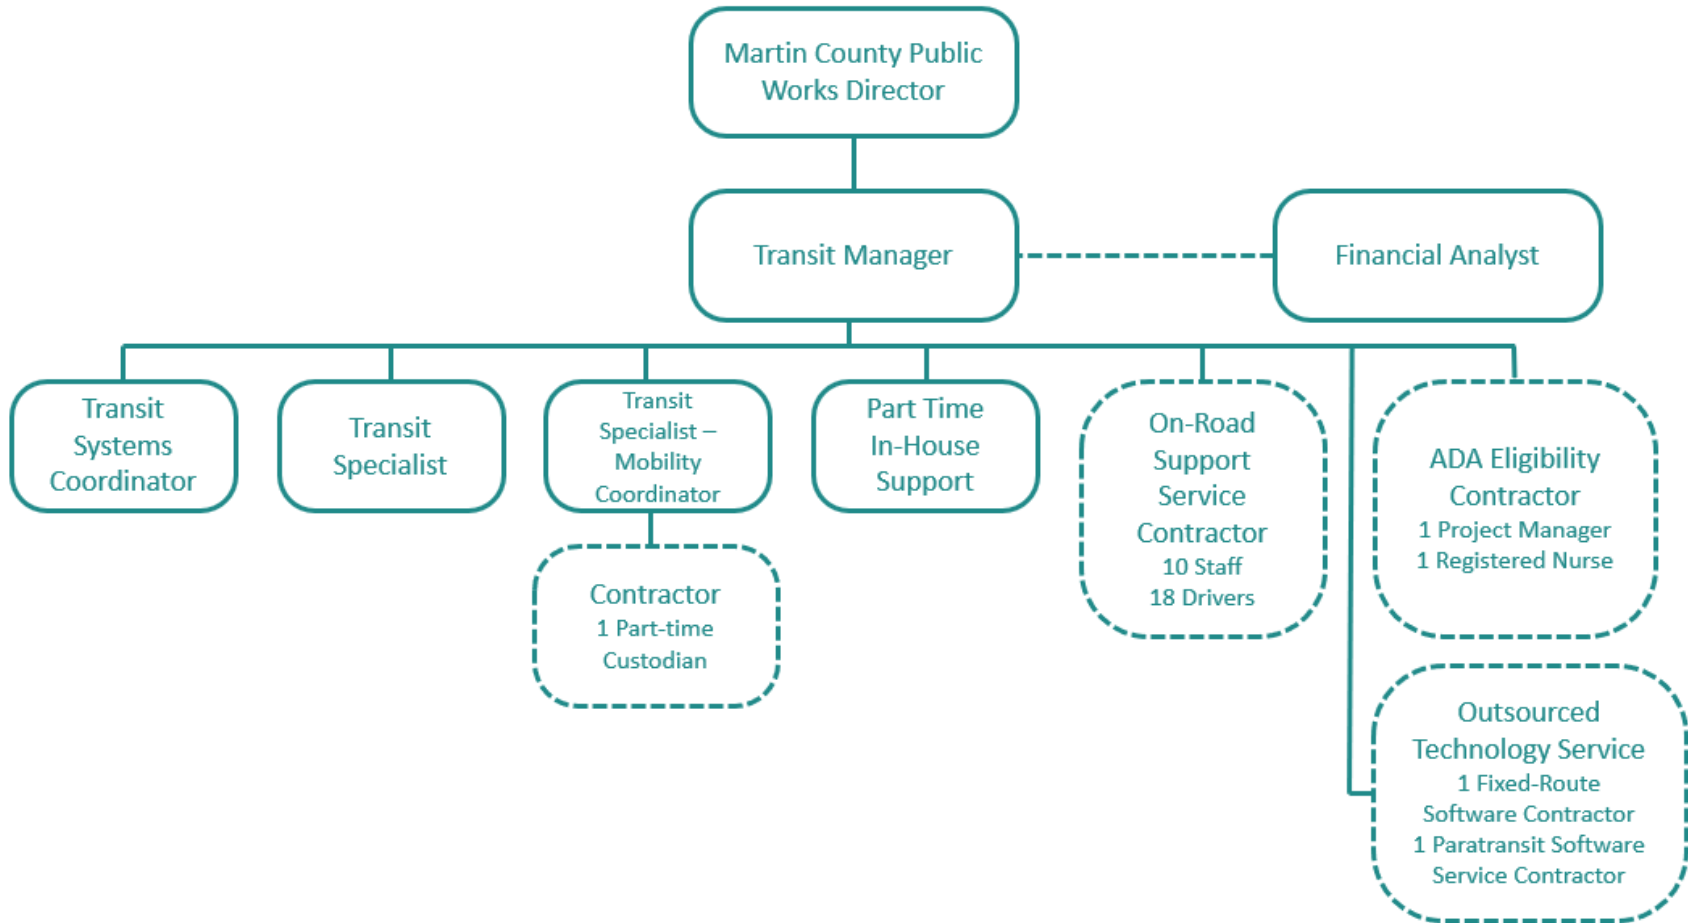 Martin County Public
Works Director
Transit Manager
Financial Analyst
Transit
Systems
Coordinator
Transit
Specialist
Transit
Specialist –
Mobility
Coordinator
Part Time
In-House
Support
On-Road
Support
Service
Contractor
10 Staff
18 Drivers
ADA Eligibility
Contractor
1 Project Manager
1 Registered Nurse
Contractor
1 Part-time
Custodian
Outsourced
Technology Service
1 Fixed-Route
Software Contractor
1 Paratransit Software
Service Contractor